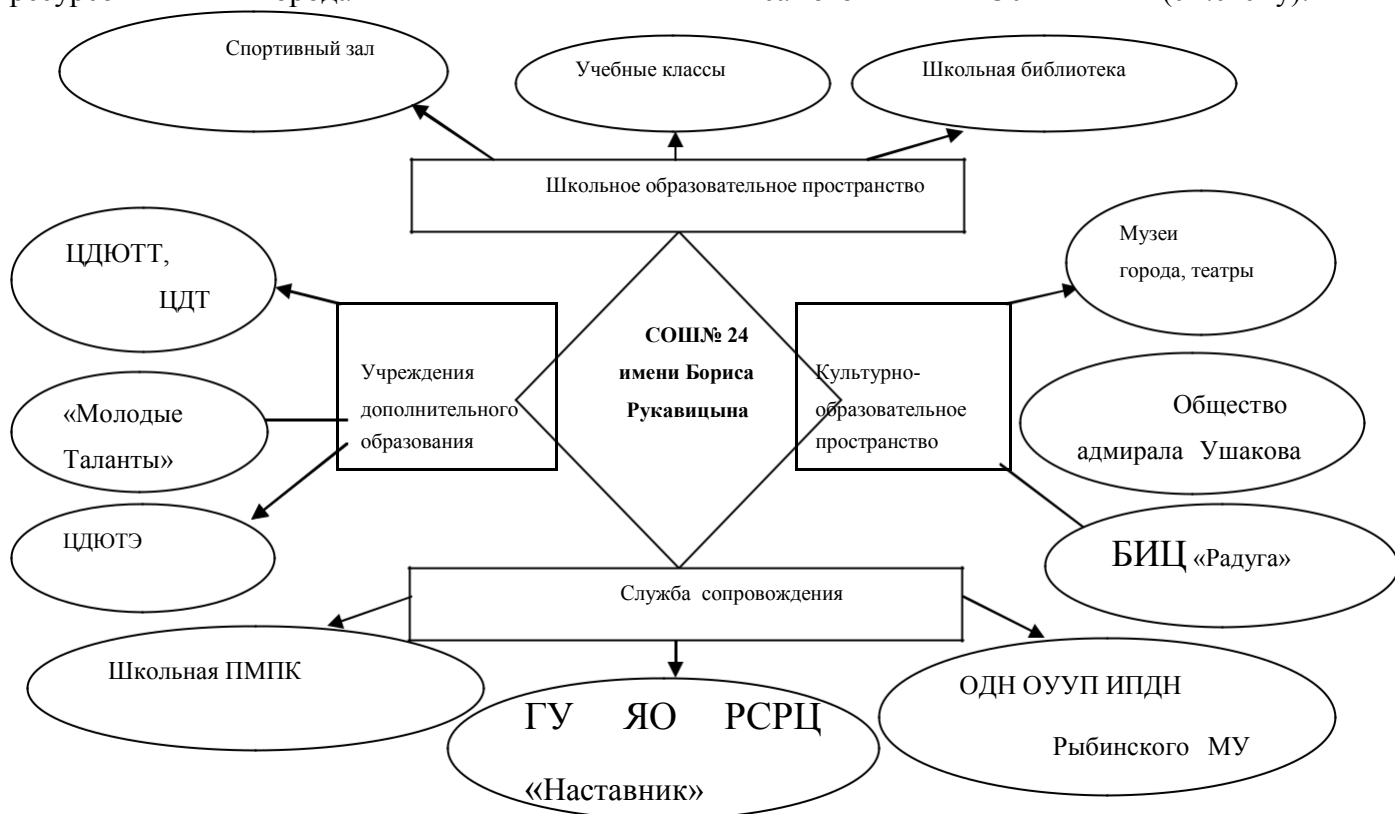 Спортивный зал
Учебные классы
Школьная библиотека
Школьное образовательное пространство
ЦДЮТТ,
ЦДТ
Музеи
города, театры
СОШ№ 24
имени Бориса
Рукавицына
Учреждения
дополнительного
образования
Культурно-
образовательное
пространство
«Молодые
Таланты»
Общество
адмирала Ушакова
ЦДЮТЭ
БИЦ «Радуга»
Служба сопровождения
Школьная ПМПК
ГУ ЯО РСРЦ
«Наставник»
ОДН ОУУП ИПДН
Рыбинского МУ